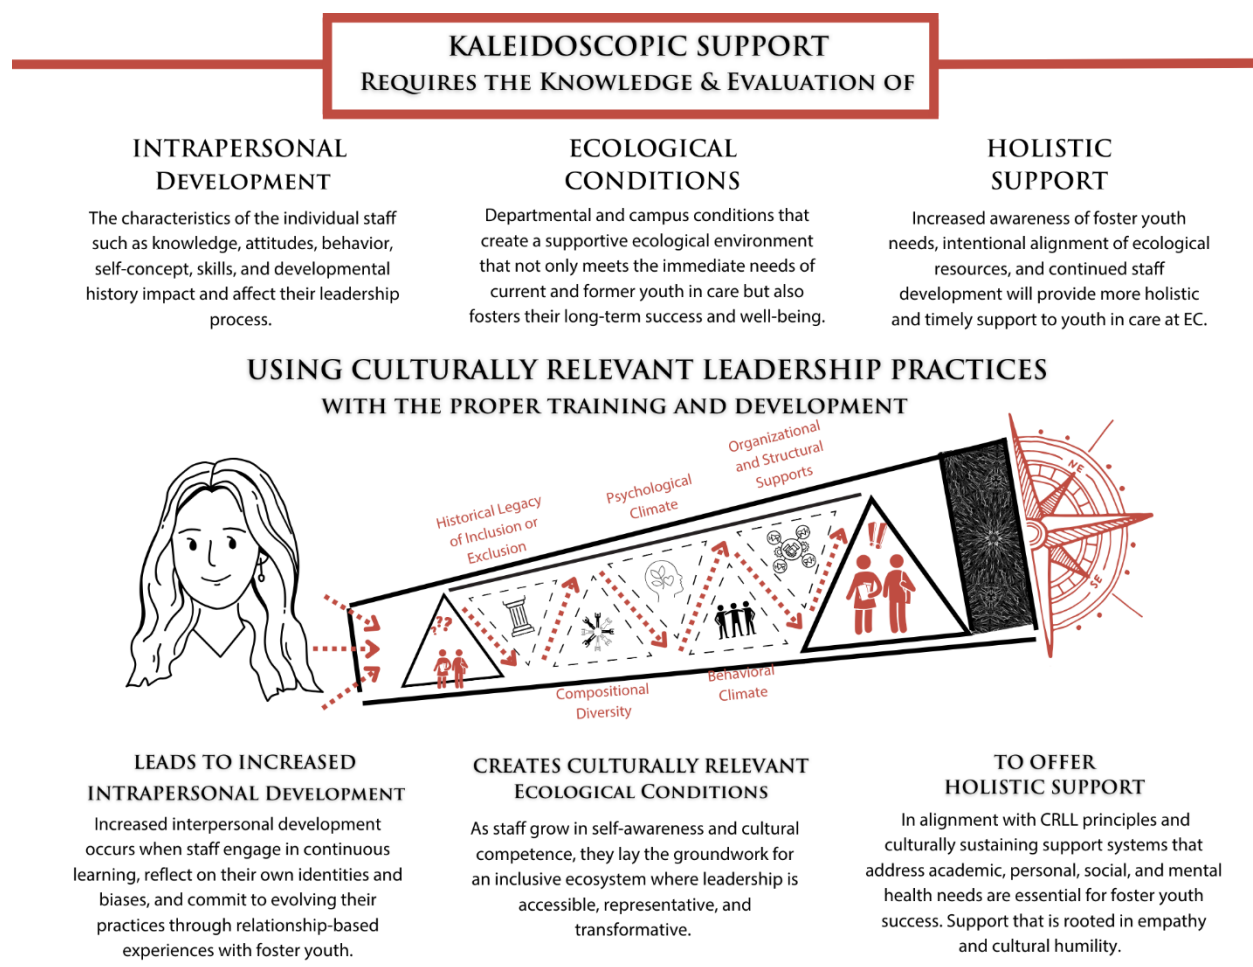 KALEIDOSCOPIC SUPPORT
REQUIRES THE KNOWLEDGE & EVALUATION OF
INTRAPERSONAL
DEVELOPMENT
The characteristics of the individual staff
such as knowledge, attitudes, behavior,
self-concept, skills, and developmental
history impact and affect their leadership
process.
ECOLOGICAL
CONDITIONS
Departmental and campus conditions that
create a supportive ecological environment
that not only meets the immediate needs of
current and former youth in care but also
fosters their long-term success and well-being.
HOLISTIC
SUPPORT
Increased awareness of foster youth
needs, intentional alignment of ecological
resources, and continued staff
development will provide more holistic
and timely support to youth in care at EC.
USING CULTURALLY RELEVANT LEADERSHIP PRACTICES
WITH THE PROPER TRAINING AND DEVELOPMENT
Historical Legacy
of Inclusion or
Exclusion
Psychological
Climate
Organizational
and Structural
Supports
???
!!
NE
SE
Compositional
Diversity
Behavioral
Climate
LEADS TO INCREASED
INTRAPERSONAL DEVELOPMENT
Increased interpersonal development
occurs when staff engage in continuous
learning, reflect on their own identities and
biases, and commit to evolving their
practices through relationship-based
experiences with foster youth.
CREATES CULTURALLY RELEVANT
ECOLOGICAL CONDITIONS
As staff grow in self-awareness and cultural
competence, they lay the groundwork for
an inclusive ecosystem where leadership is
accessible, representative, and
transformative.
TO OFFER
HOLISTIC SUPPORT
In alignment with CRLL principles and
culturally sustaining support systems that
address academic, personal, social, and mental
health needs are essential for foster youth
success. Support that is rooted in empathy
and cultural humility.